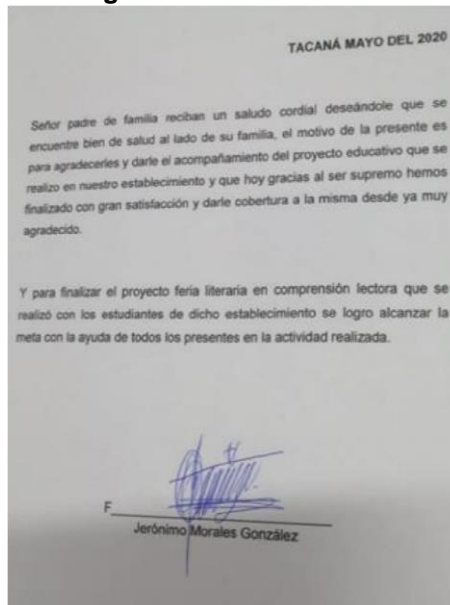 TACANÁ MAYO DEL 2020
Señor padre de familia reciban un saludo cordial deseándole que se
encuentre bien de salud al lado de su familia, el motivo de la presente es
para agradecerles y darle el acompañamiento del proyecto educativo que se
realizo en nuestro establecimiento y que hoy gracias al ser supremo hemos
finalizado con gran satisfacción y darle cobertura a la misma desde ya muy
agradecido.
Y para finalizar el proyecto feria literaria en comprensión lectora que se
realizó con los estudiantes de dicho establecimiento se logro alcanzar la
meta con la ayuda de todos los presentes en la actividad realizada.
F
Jerónimo Morales González